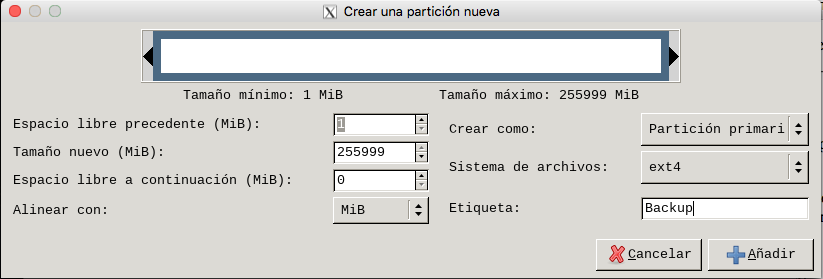 Crear una partición nueva
Tamaño mínimo: 1 MiB
Tamaño máximo: 255999 MiB
Espacio libre precedente (MiB): 1
Tamaño nuevo (MiB): 255999
Espacio libre a continuación (MiB): 0
Alinear con: MiB
Crear como: Partición primari
Sistema de archivos: ext4
Etiqueta: Backup
Cancelar
Añadir